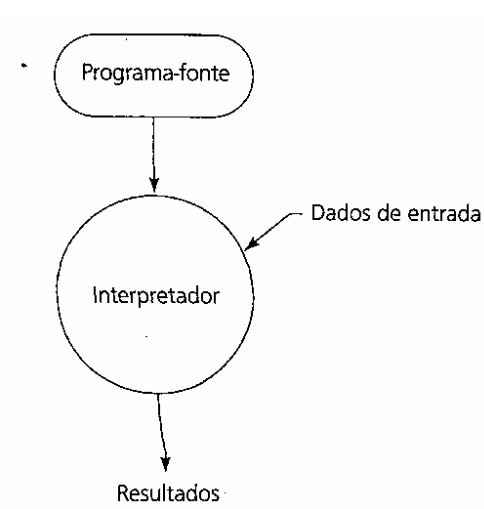 Programa-fonte
Dados de entrada
Interpretador
Resultados